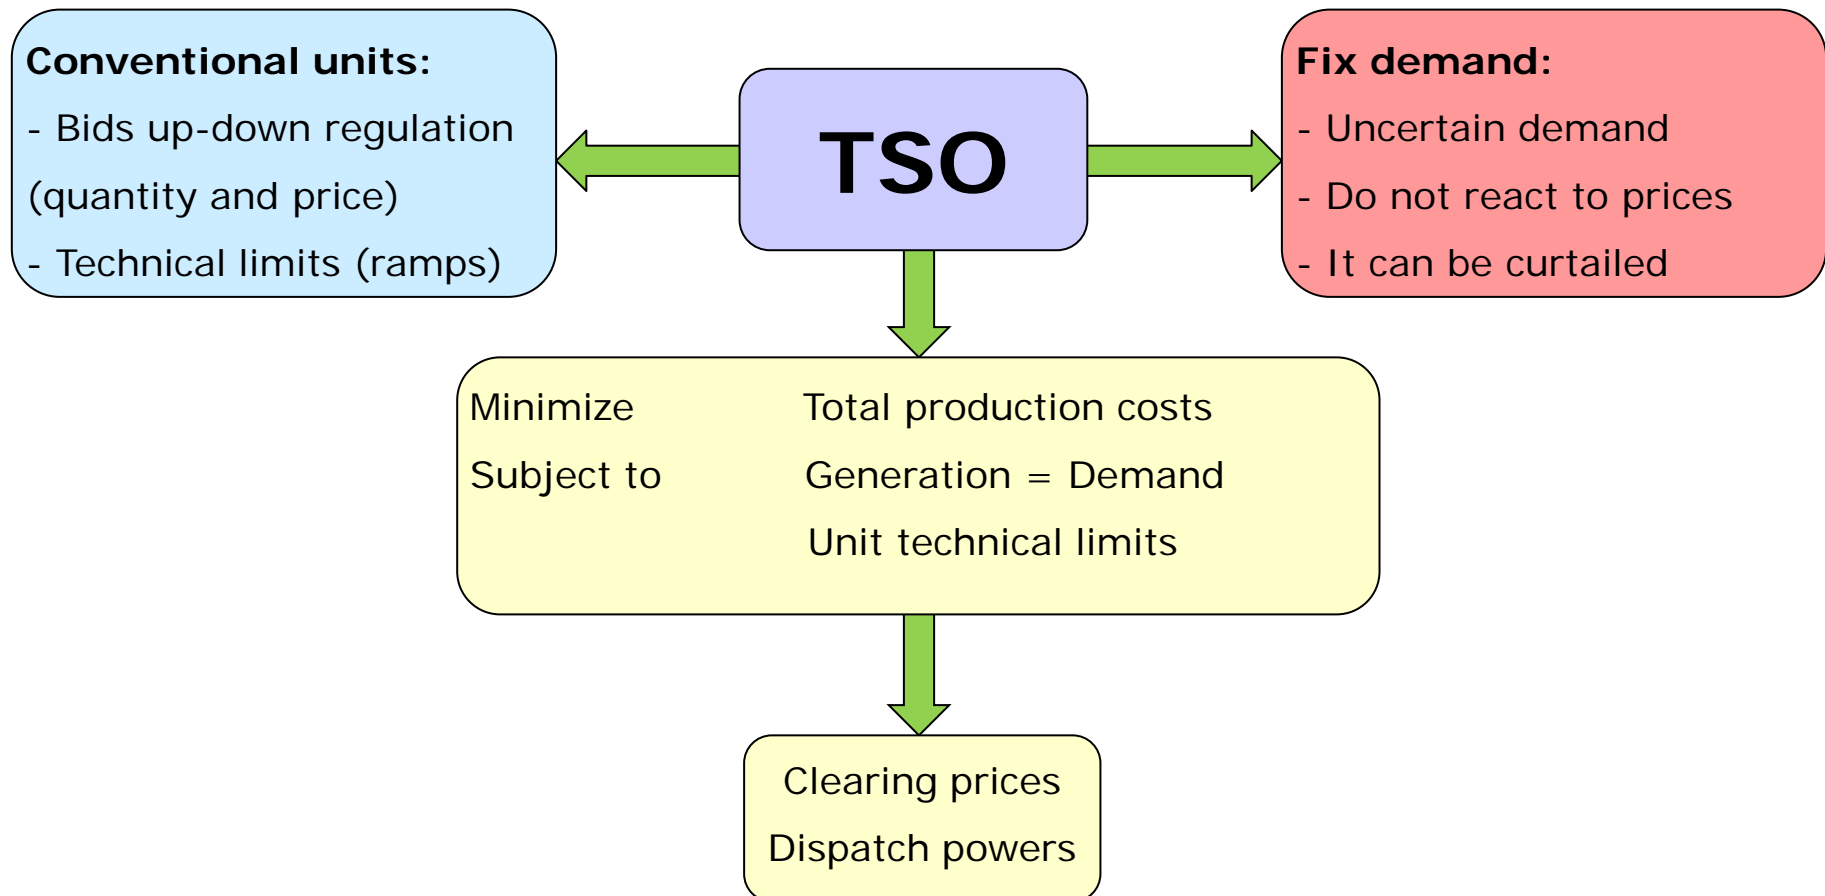 Conventional units:
- Bids up-down regulation
(quantity and price)
- Technical limits (ramps)
TSO
Fix demand:
- Uncertain demand
- Do not react to prices
- It can be curtailed
Minimize Total production costs
Subject to Generation = Demand
Unit technical limits
Clearing prices
Dispatch powers